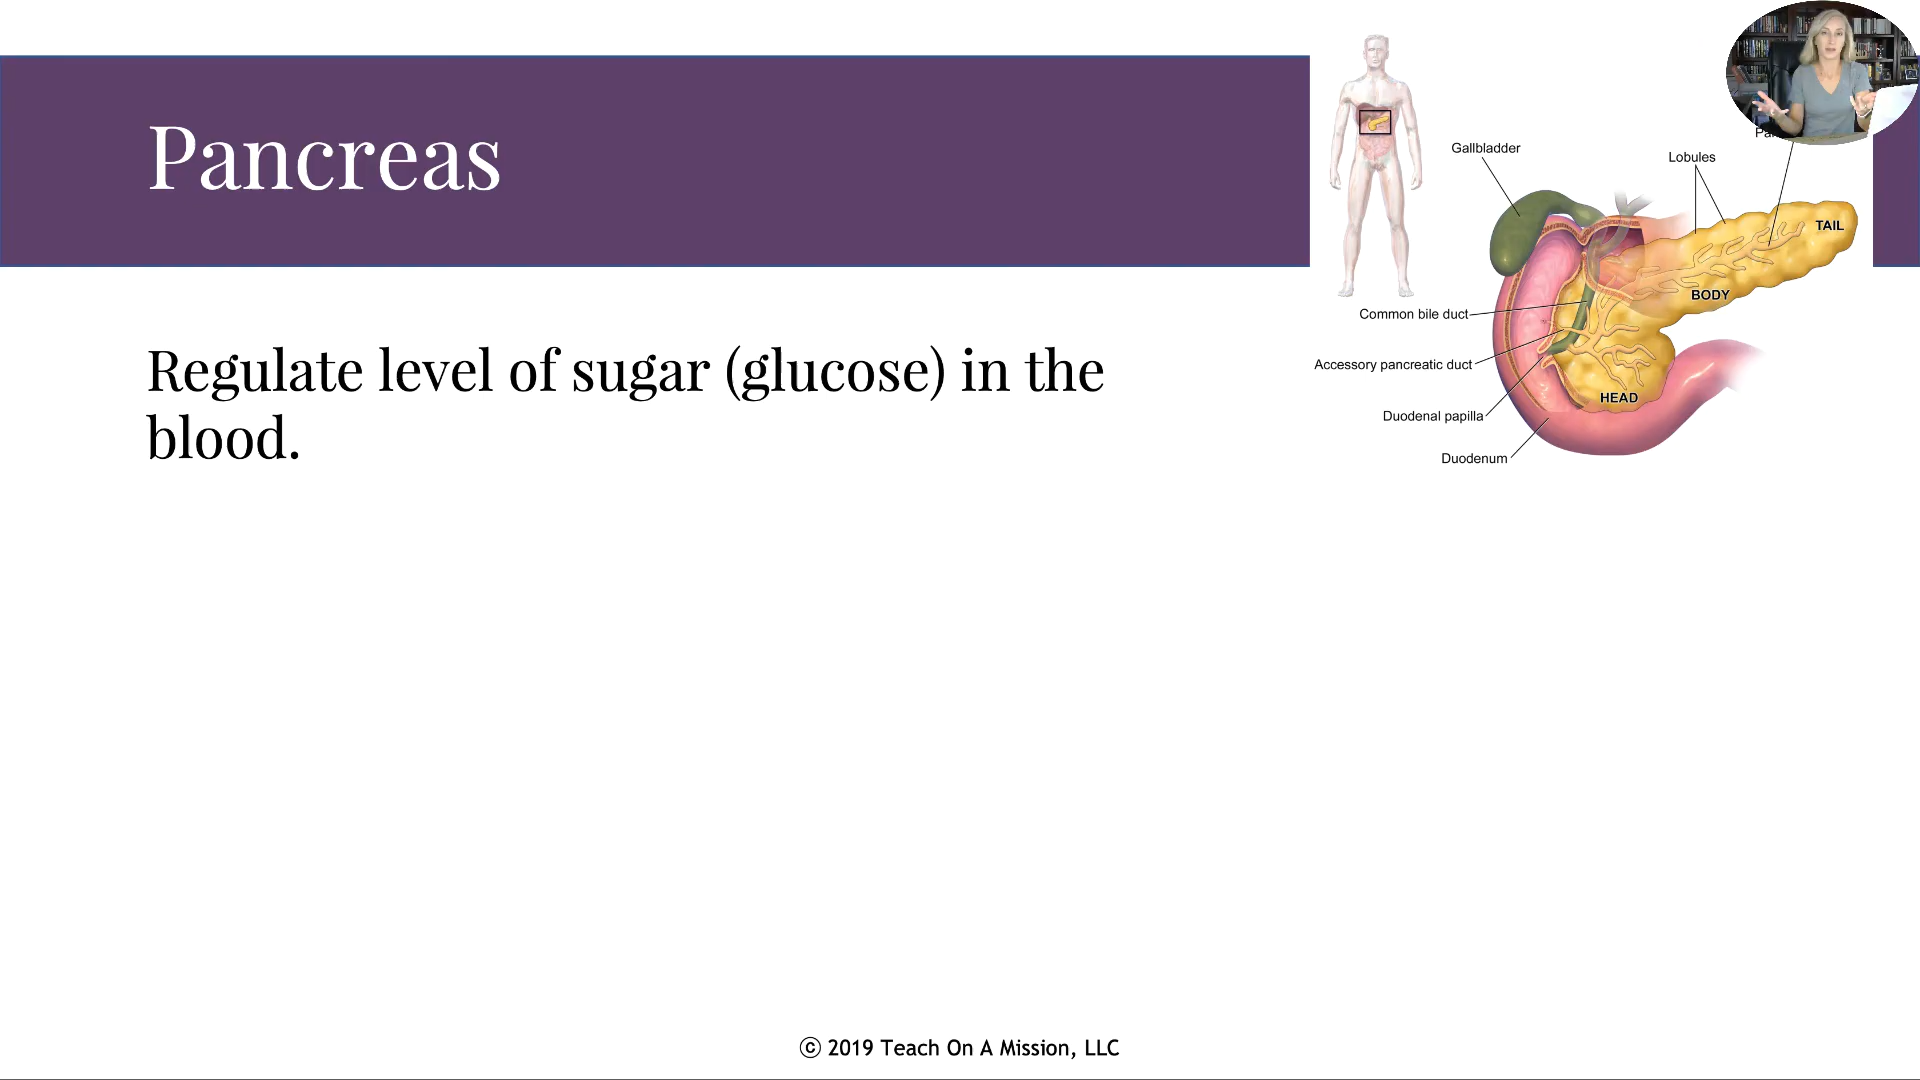 Pancreas
Gallbladder
Lobules
TAIL
BODY
Common bile duct
Accessory pancreatic duct
HEAD
Duodenal papilla
Duodenum
Regulate level of sugar (glucose) in the
blood.
© 2019 Teach On A Mission, LLC